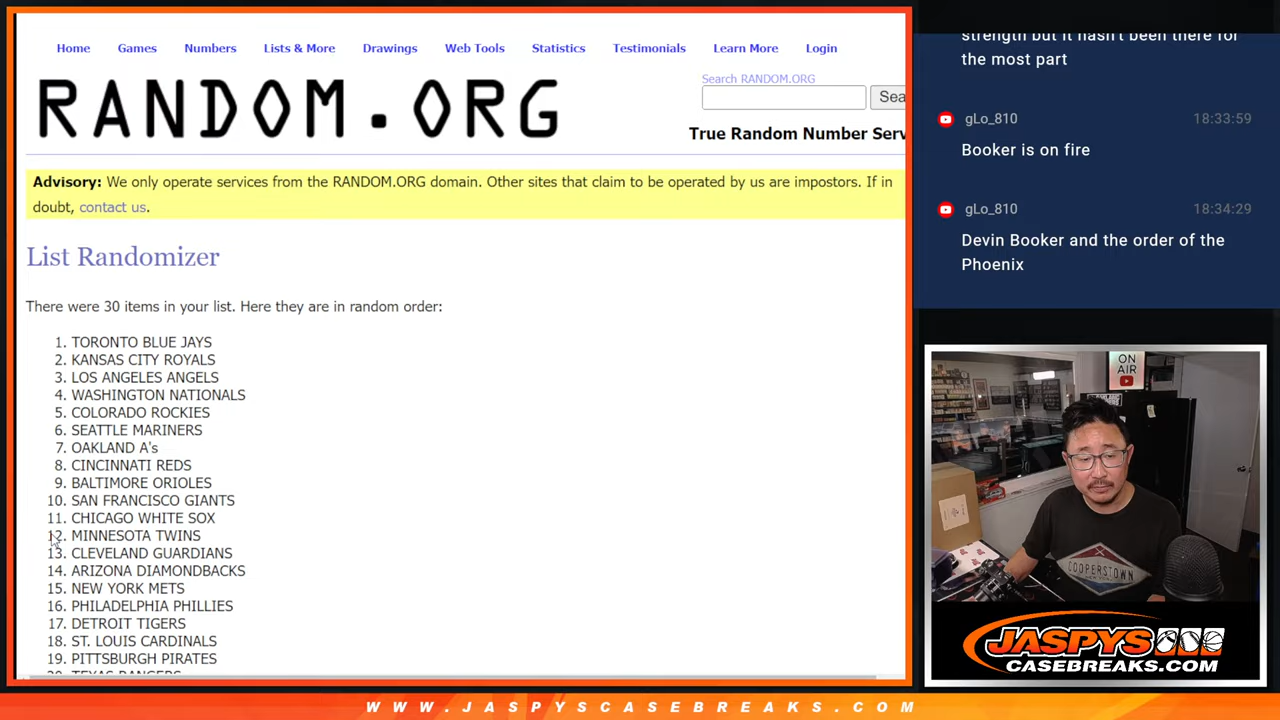 Home Games Numbers Lists & More Drawings Web Tools Statistics Testimonials Learn More Login
RANDOM.ORG
Search RANDOM.ORG
Sea
True Random Number Serv
Advisory: We only operate services from the RANDOM.ORG domain. Other sites that claim to be operated by us are impostors. If in
doubt, contact us.
List Randomizer
There were 30 items in your list. Here they are in random order:
1. TORONTO BLUE JAYS
2. KANSAS CITY ROYALS
3. LOS ANGELES ANGELS
4. WASHINGTON NATIONALS
5. COLORADO ROCKIES
6. SEATTLE MARINERS
7. OAKLAND A's
8. CINCINNATI REDS
9. BALTIMORE ORIOLES
10. SAN FRANCISCO GIANTS
11. CHICAGO WHITE SOX
12. MINNESOTA TWINS
13. CLEVELAND GUARDIANS
14. ARIZONA DIAMONDBACKS
15. NEW YORK METS
16. PHILADELPHIA PHILLIES
17. DETROIT TIGERS
18. ST. LOUIS CARDINALS
19. PITTSBURGH PIRATES
20. TEXAS RANGERS
strength but it hasn't been there for
the most part
gLo_810 18:33:59
Booker is on fire
gLo_810 18:34:29
Devin Booker and the order of the
Phoenix
ON
AIR
COOPERSTOWN
JASPYS
CASEBREAKS.COM
WWW.JASPYSCASEBREAKS.COM